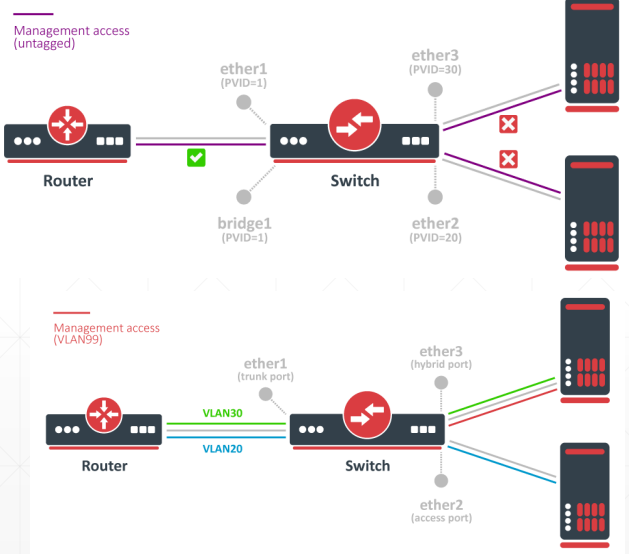 Management access
(untagged)
ether1
(PVID=1)
ether3
(PVID=30)
Router
Switch
bridge1
(PVID=1)
ether2
(PVID=20)
Management access
(VLAN99)
ether1
(trunk port)
ether3
(hybrid port)
VLAN30
VLAN20
Router
Switch
ether2
(access port)